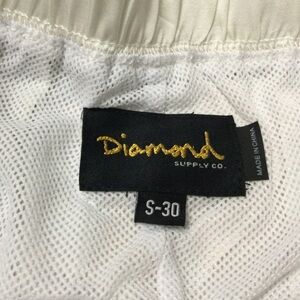 Diamond
SUPPLY CO.
MADE IN CHINA
S-30